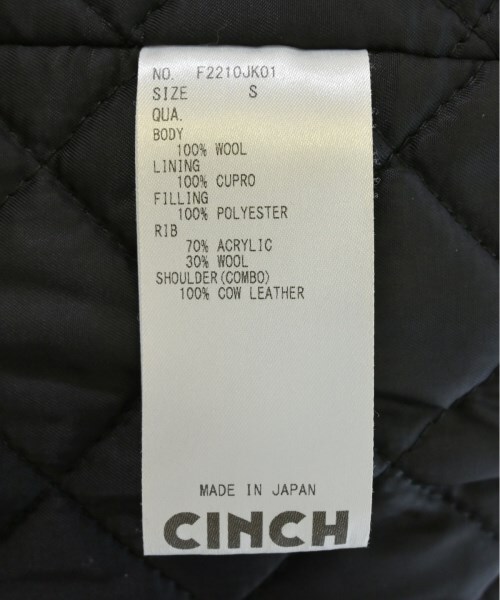 NO. F2210JK01
SIZE S
QUA.
BODY
100% WOOL
LINING
100% CUPRO
FILLING
100% POLYESTER
RIB
70% ACRYLIC
30% WOOL
SHOULDER(COMBO)
100% COW LEATHER
MADE IN JAPAN
CINCH